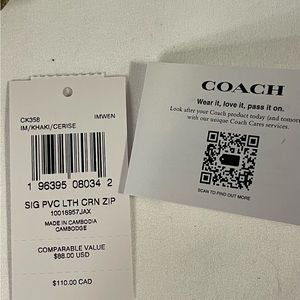 CK358 IMWEN
IM/KHAKI/CERISE
1 96395 08034 2
SIG PVC LTH CRN ZIP
10016957JAX
MADE IN CAMBODIA
CAMBODGE
COMPARABLE VALUE
$88.00 USD
$110.00 CAD
COACH
Wear it, love it, pass it on.
Look after your Coach product today (and tomorr
with our unique Coach Cares services.
SCAN TO FIND OUT MORE